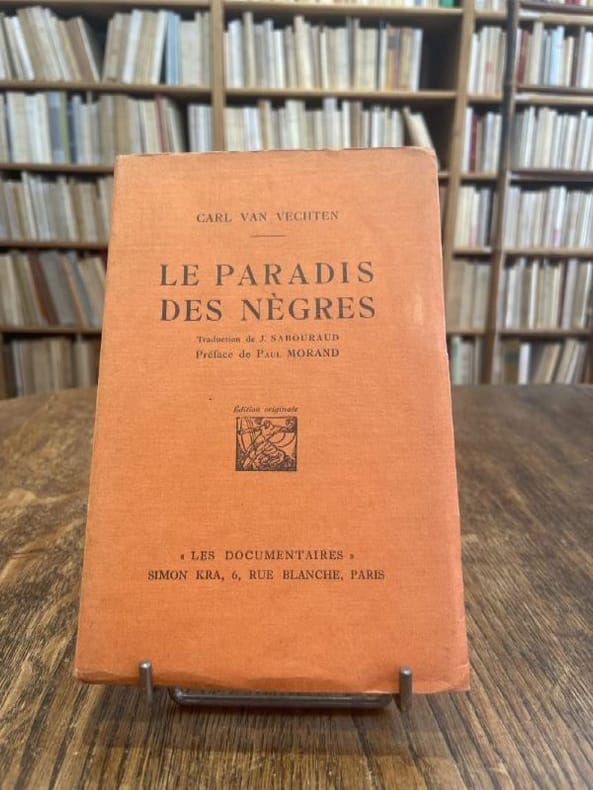 CARL VAN VECHTEN
LE PARADIS
DES NÈGRES
Traduction de J. SABOURAUD
Préface de PAUL MORAND
Édition originale
« LES DOCUMENTAIRES »
SIMON KRA, 6, RUE BLANCHE, PARIS